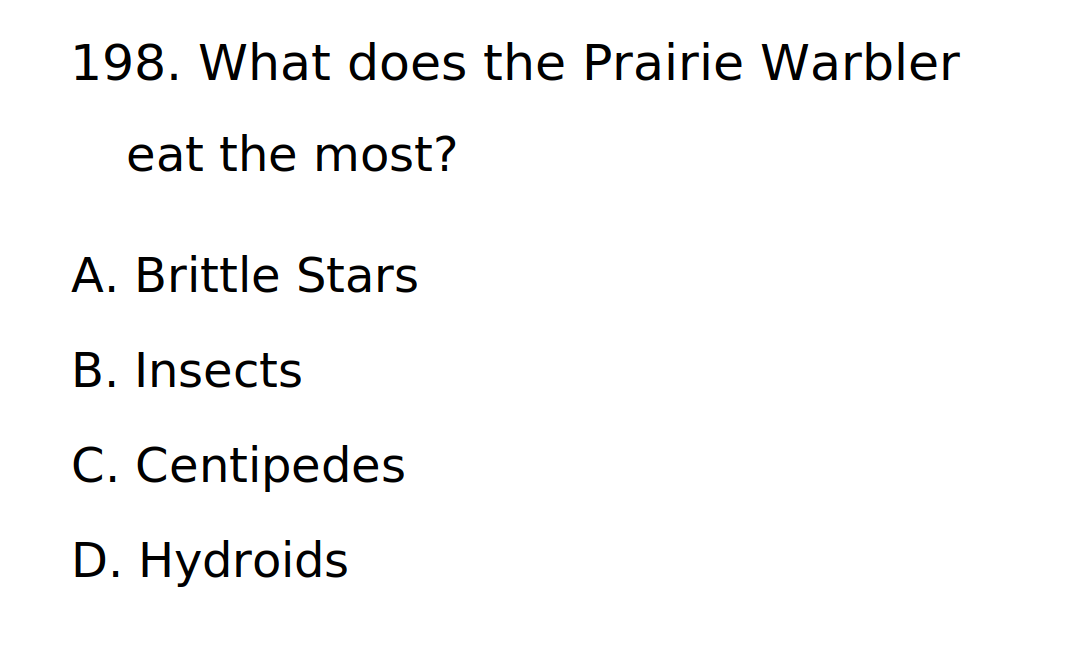 198. What does the Prairie Warbler
eat the most?
A. Brittle Stars
B. Insects
C. Centipedes
D. Hydroids